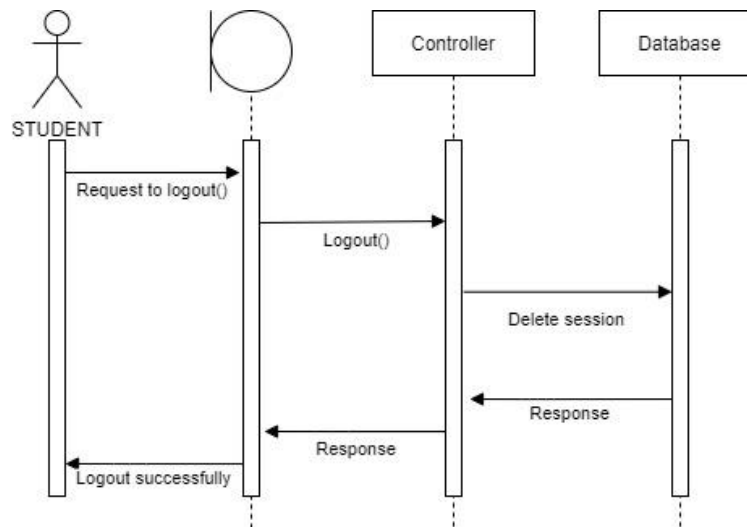 Controller
Database
STUDENT
Request to logout()
Logout()
Delete session
Response
Response
Logout successfully